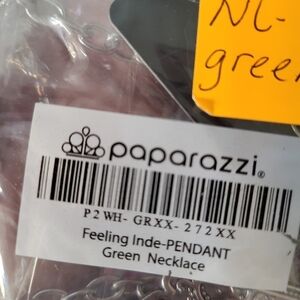 NL-
green
paparazzi®
P2WH-GRXX-272XX
Feeling Inde-PENDANT
Green Necklace